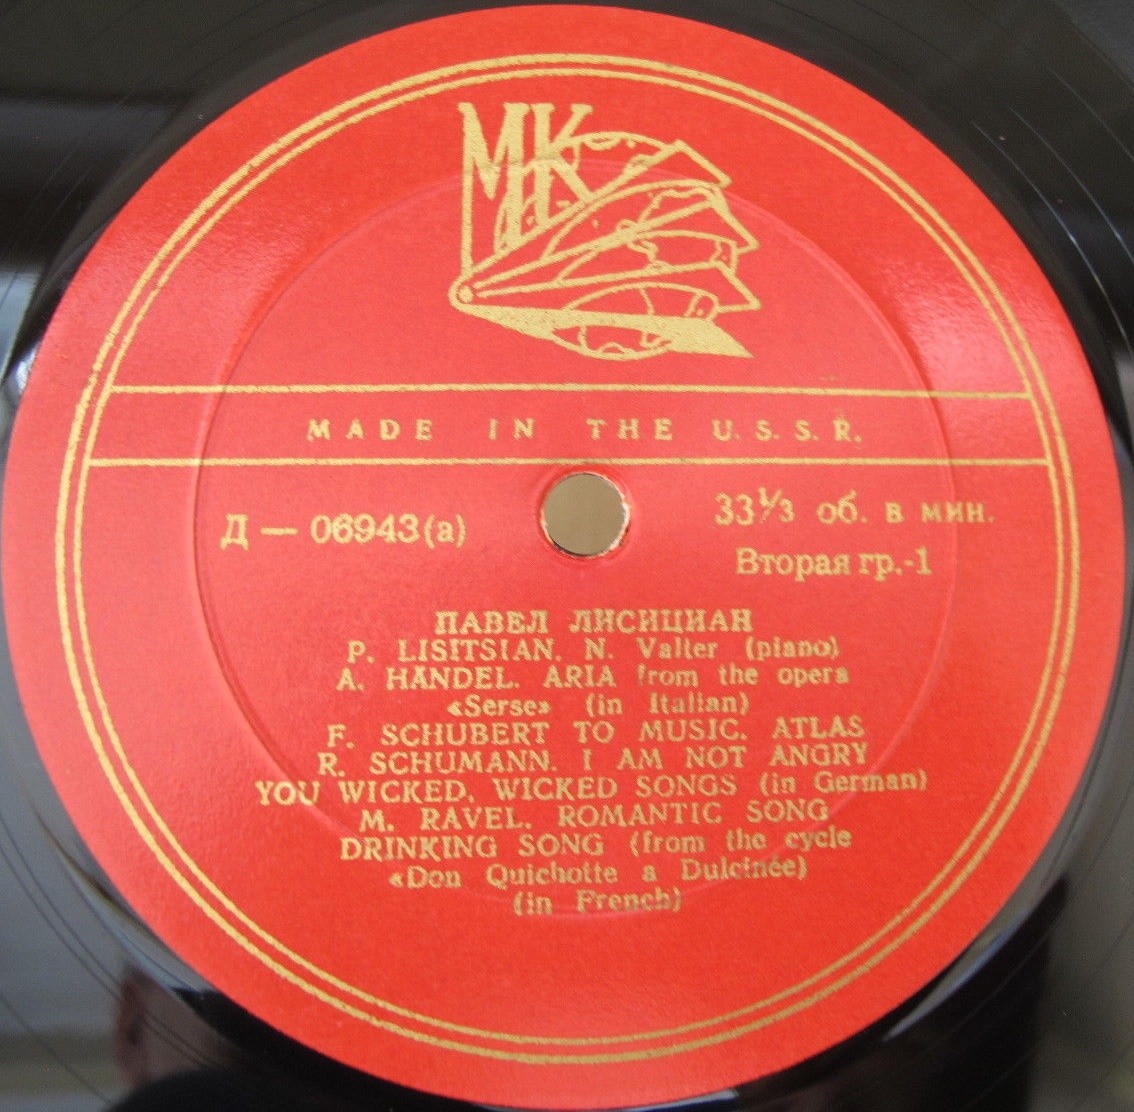 МК
MADE IN THE U.S.S.R.
Д — 06943(а)
33⅓ об. в мин.
Вторая гр.-1
ПАВЕЛ ЛИСИЦИАН
P. LISITSIAN. N. Valter (piano)
A. HÄNDEL. ARIA from the opera
«Serse» (in Italian)
F. SCHUBERT TO MUSIC. ATLAS
R. SCHUMANN. I AM NOT ANGRY
YOU WICKED, WICKED SONGS (in German)
M. RAVEL. ROMANTIC SONG
DRINKING SONG (from the cycle
«Don Quichotte a Dulcinée)
(in French)